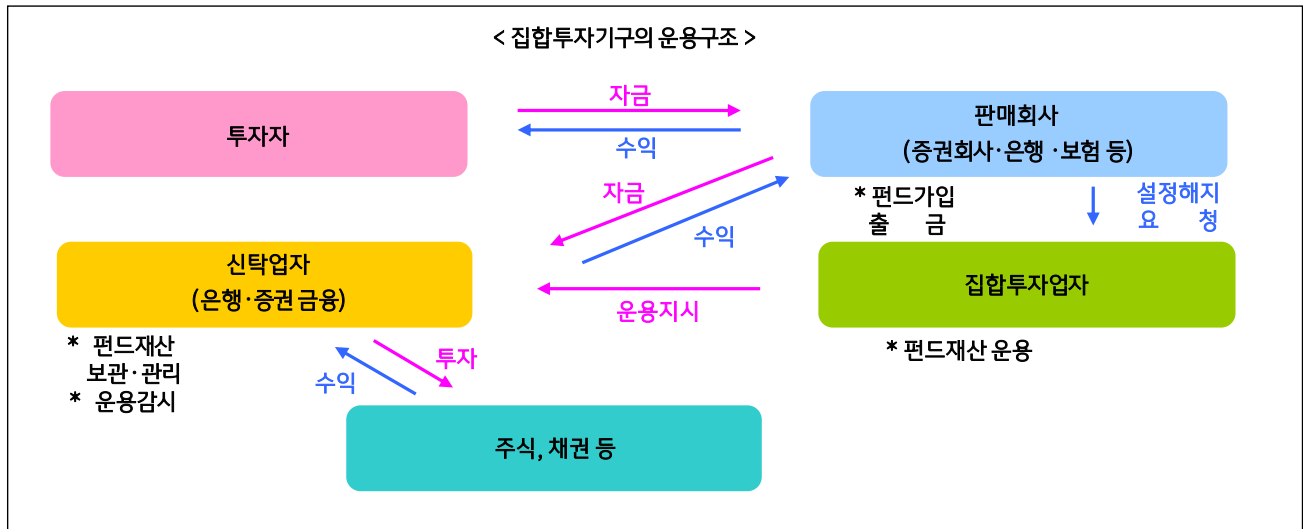 < 집합투자기구의 운용구조 >
자금
투자자
판매회사
(증권회사·은행 ·보험 등)
수익
자금
* 펀드가입
출 금
설정해지
요 청
수익
신탁업자
(은행·증권 금융)
집합투자업자
운용지시
* 펀드재산
보관·관리
* 운용감시
* 펀드재산 운용
투자
수익
주식, 채권 등